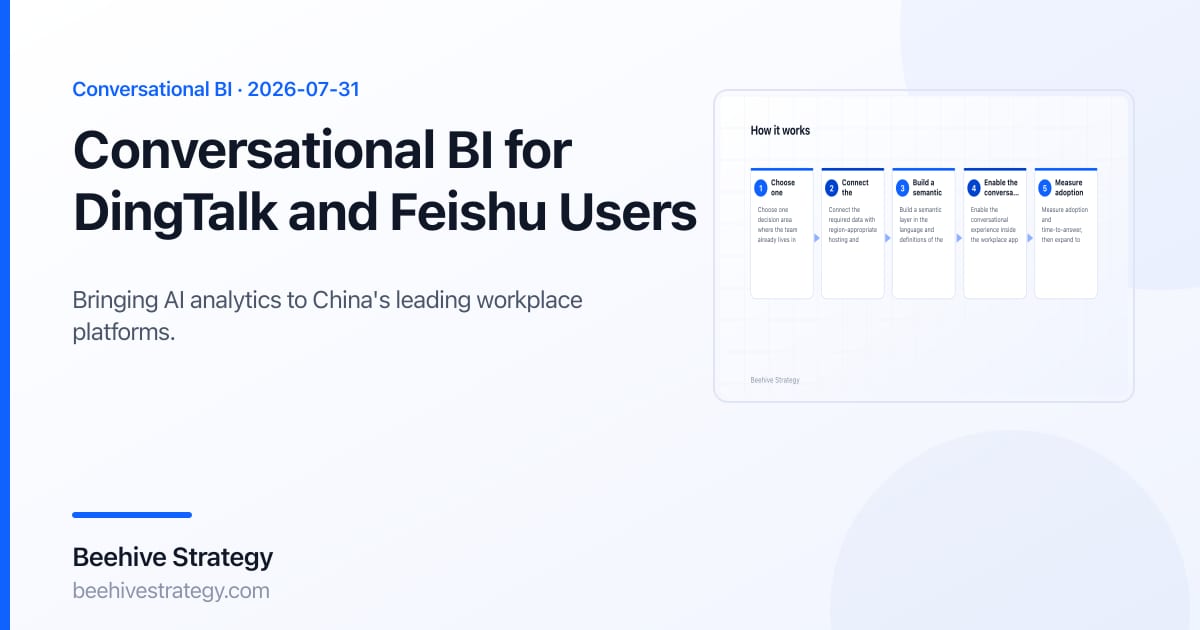 Conversational BI · 2026-07-31
Conversational BI for
DingTalk and Feishu Users
Bringing AI analytics to China's leading workplace
platforms.
Beehive Strategy
beehivestrategy.com
How it works
1
Choose
one
Choose one
decision area
where the team
already lives in
2
Connect
the
Connect the
required data with
region-appropriate
hosting and
3
Build a
semantic
Build a semantic
layer in the
language and
definitions of the
4
Enable the
conversa...
Enable the
conversational
experience inside
the workplace app
5
Measure
adoption
Measure adoption
and
time-to-answer,
then expand to
Beehive Strategy